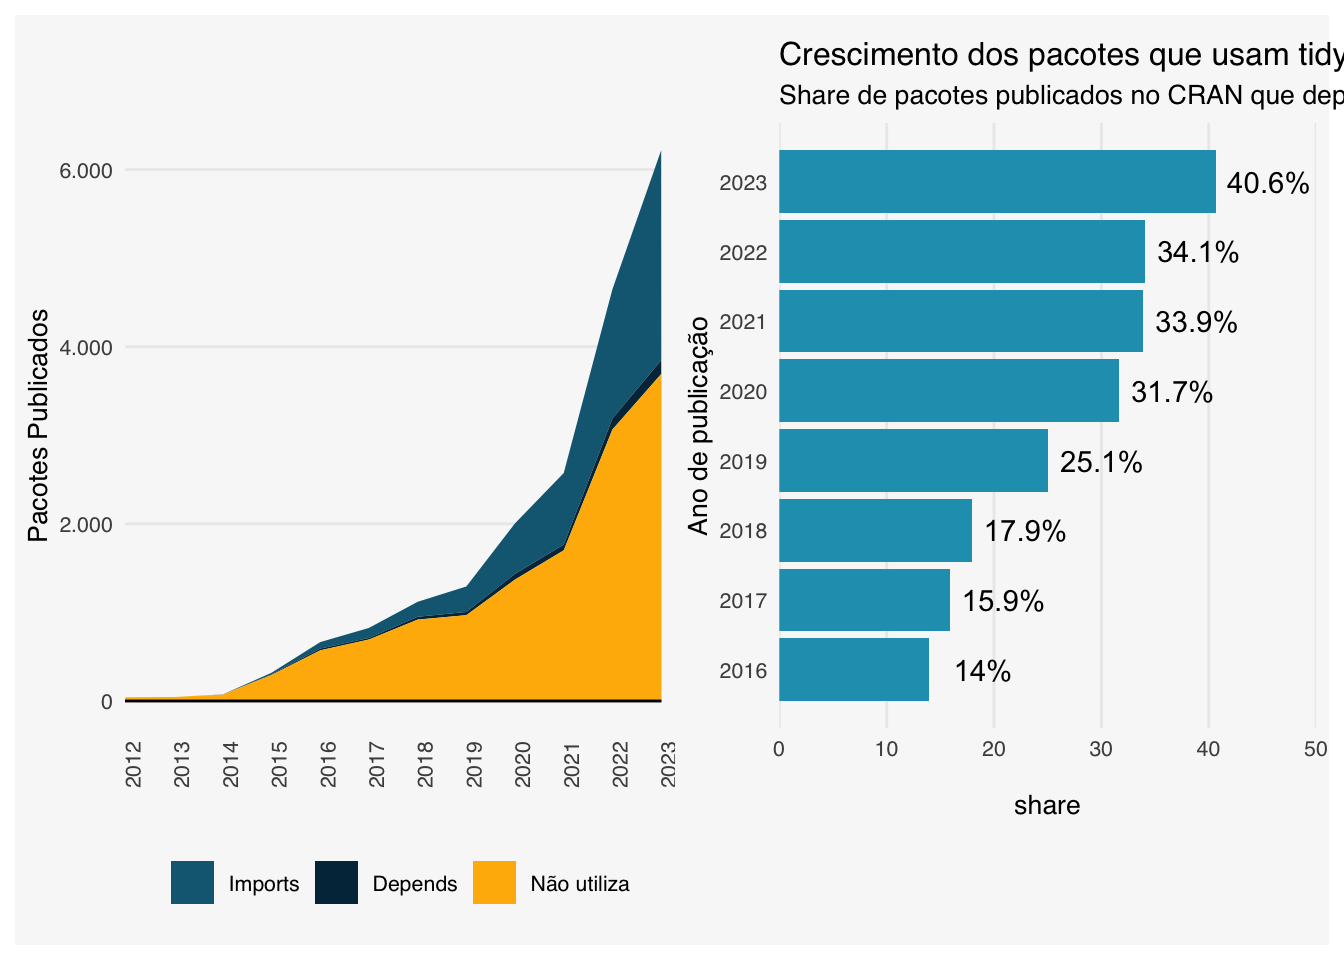 Pacotes Publicados
6.000
4.000
2.000
0
2012 2013 2014 2015 2016 2017 2018 2019 2020 2021 2022 2023
Imports Depends Não utiliza
Crescimento dos pacotes que usam tidy
Share de pacotes publicados no CRAN que dep
Ano de publicação
2023 40.6%
2022 34.1%
2021 33.9%
2020 31.7%
2019 25.1%
2018 17.9%
2017 15.9%
2016 14%
0 10 20 30 40 50
share